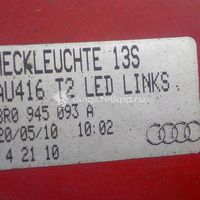 HECKLEUCHTE 13S
AU416 T2 LED LINKS
8R0 945 093 A
20/05/10 10:02
4 21 10